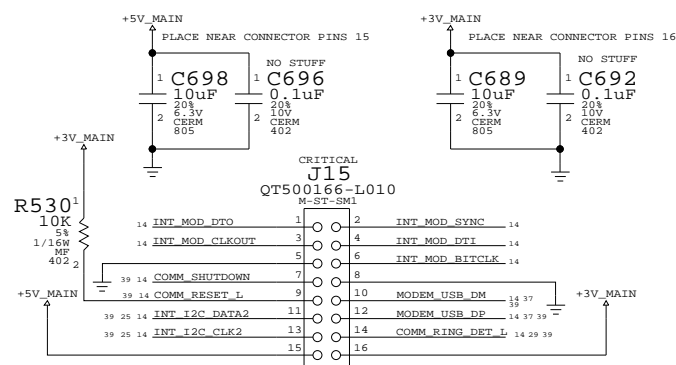 +5V_MAIN
PLACE NEAR CONNECTOR PINS 15
+3V_MAIN
PLACE NEAR CONNECTOR PINS 16
1 C698
10uF
20%
6.3V
CERM
805
2
NO STUFF
1 C696
0.1uF
20%
10V
CERM
402
2
1 C689
10uF
20%
6.3V
CERM
805
2
NO STUFF
1 C692
0.1uF
20%
10V
CERM
402
2
+3V_MAIN
R530 1
10K
5%
1/16W
MF
402 2
CRITICAL
J15
QT500166-L010
M-ST-SM1
14 INT_MOD_DTO 1 2 INT_MOD_SYNC 14
14 INT_MOD_CLKOUT 3 4 INT_MOD_DTI 14
5 6 INT_MOD_BITCLK 14
39 14 COMM_SHUTDOWN 7 8
+5V_MAIN
39 14 COMM_RESET_L 9 10 MODEM_USB_DM 14 37
39
+3V_MAIN
39 25 14 INT_I2C_DATA2 11 12 MODEM_USB_DP 14 37 39
39 25 14 INT_I2C_CLK2 13 14 COMM_RING_DET_L 14 29 39
15 16